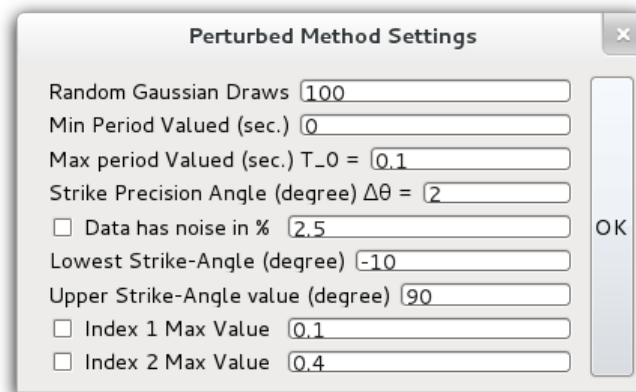 Perturbed Method Settings
Random Gaussian Draws 100
Min Period Valued (sec.) 0
Max period Valued (sec.) T_0 = 0.1
Strike Precision Angle (degree) Δθ = 2
Data has noise in % 2.5
OK
Lowest Strike-Angle (degree) -10
Upper Strike-Angle value (degree) 90
Index 1 Max Value 0.1
Index 2 Max Value 0.4